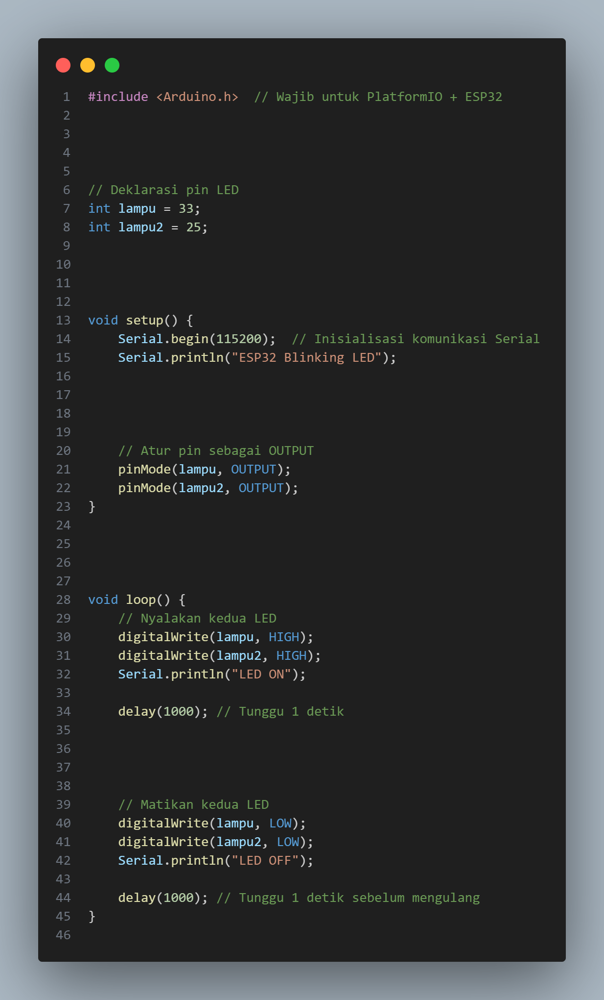 1 #include <Arduino.h>  // Wajib untuk PlatformIO + ESP32
2
3
4
5
6 // Deklarasi pin LED
7 int lampu = 33;
8 int lampu2 = 25;
9
10
11
12
13 void setup() {
14     Serial.begin(115200);  // Inisialisasi komunikasi Serial
15     Serial.println("ESP32 Blinking LED");
16
17
18
19
20     // Atur pin sebagai OUTPUT
21     pinMode(lampu, OUTPUT);
22     pinMode(lampu2, OUTPUT);
23 }
24
25
26
27
28 void loop() {
29     // Nyalakan kedua LED
30     digitalWrite(lampu, HIGH);
31     digitalWrite(lampu2, HIGH);
32     Serial.println("LED ON");
33
34     delay(1000); // Tunggu 1 detik
35
36
37
38
39     // Matikan kedua LED
40     digitalWrite(lampu, LOW);
41     digitalWrite(lampu2, LOW);
42     Serial.println("LED OFF");
43
44     delay(1000); // Tunggu 1 detik sebelum mengulang
45 }
46